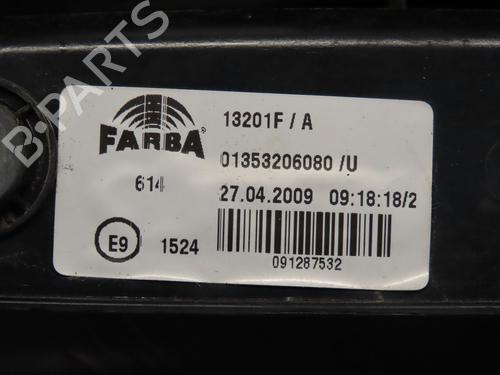 FARBA
®
13201F / A
01353206080 /U
614
27.04.2009 09:18:18/2
E9 1524
091287532
B-PARTS